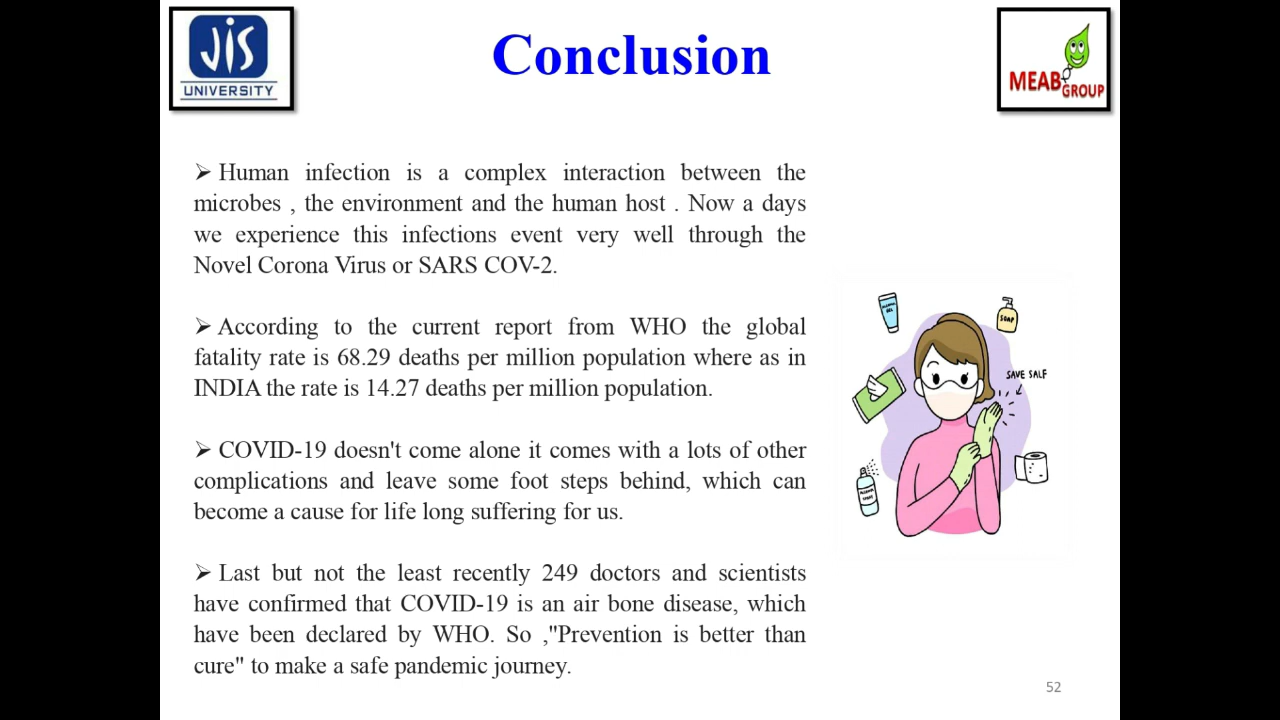 JIS
UNIVERSITY
Conclusion
MEAB
GROUP
➢ Human infection is a complex interaction between the
microbes , the environment and the human host . Now a days
we experience this infections event very well through the
Novel Corona Virus or SARS COV-2.
➢ According to the current report from WHO the global
fatality rate is 68.29 deaths per million population where as in
INDIA the rate is 14.27 deaths per million population.
➢ COVID-19 doesn't come alone it comes with a lots of other
complications and leave some foot steps behind, which can
become a cause for life long suffering for us.
➢ Last but not the least recently 249 doctors and scientists
have confirmed that COVID-19 is an air bone disease, which
have been declared by WHO. So ,"Prevention is better than
cure" to make a safe pandemic journey.
GEL
SOAP
SAVE SALF
52